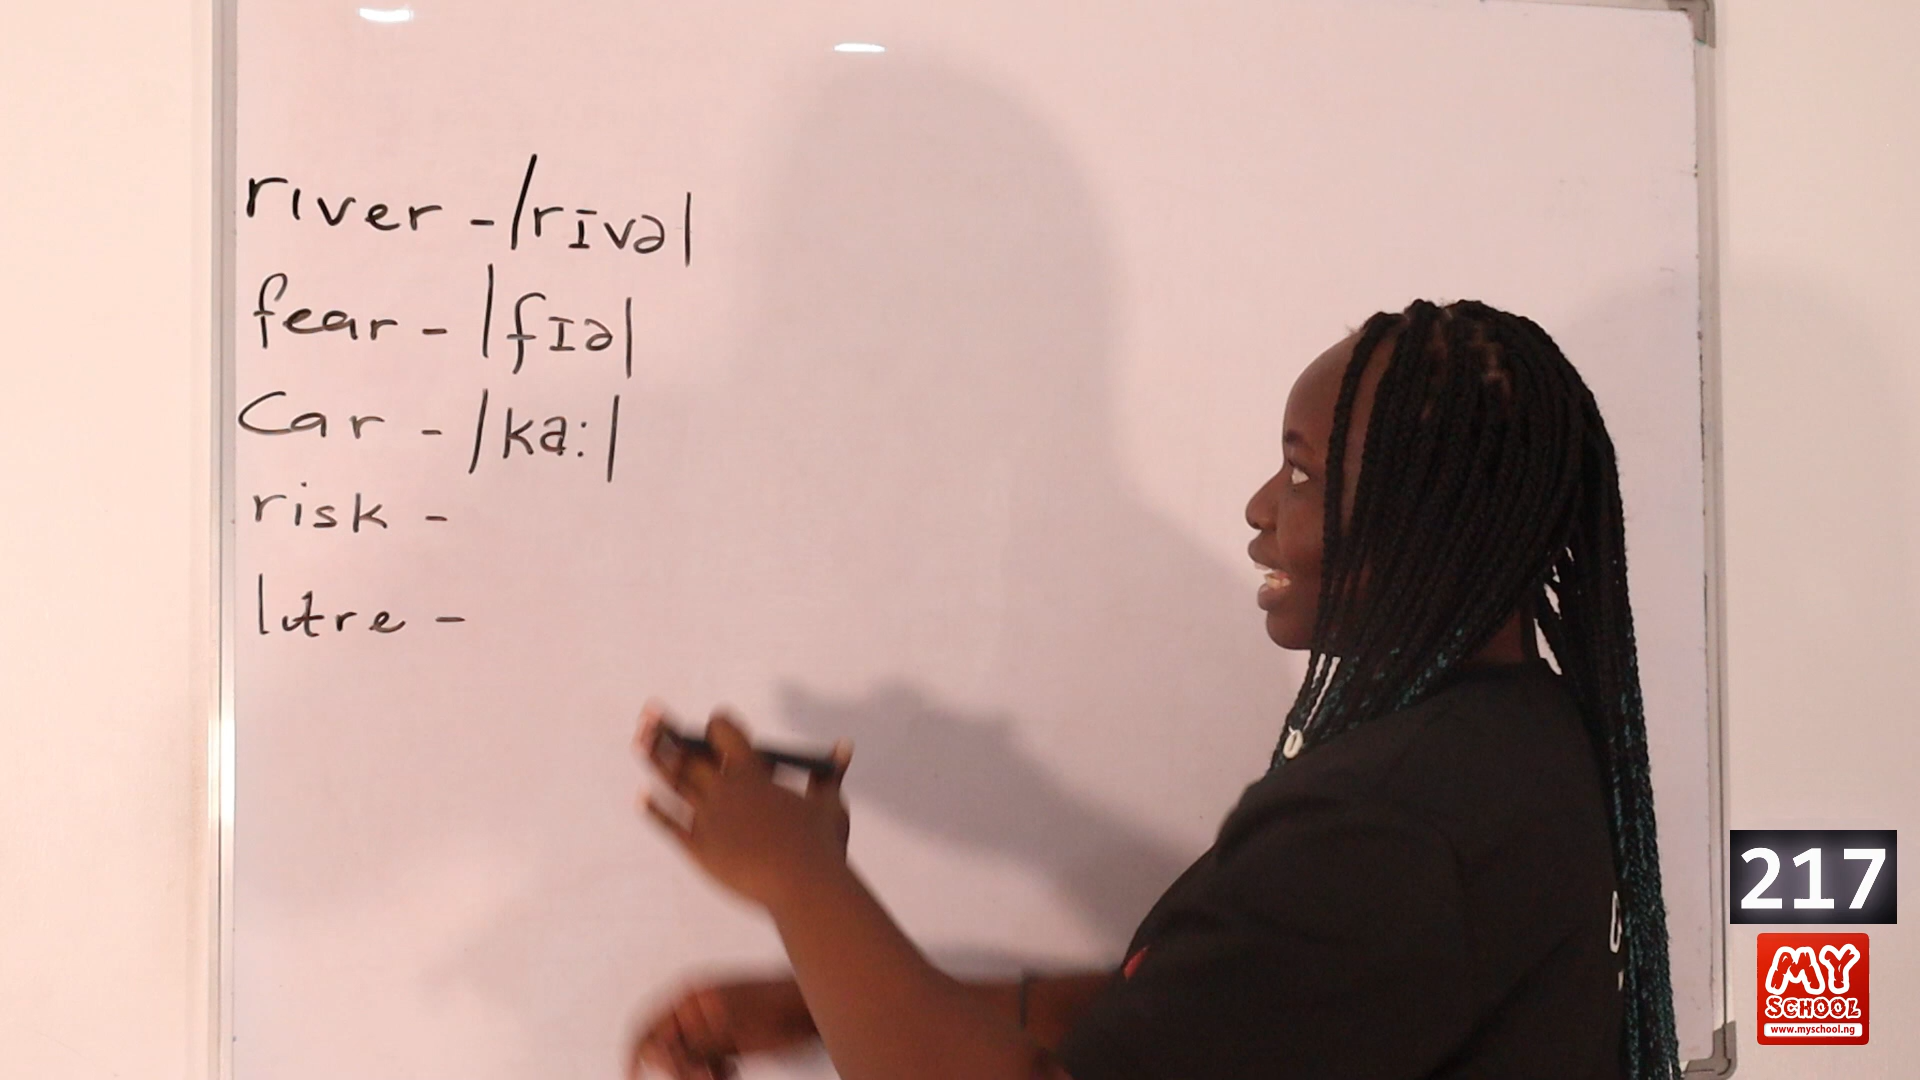 river - /rɪvə/
fear - /fɪə/
Car - /ka:/
risk -
litre -
217
MY
SCHOOL
www.myschool.ng